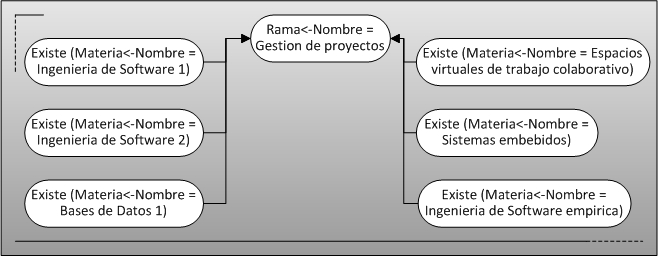 Rama<-Nombre =
Gestion de proyectos
Existe (Materia<-Nombre =
Ingenieria de Software 1)
Existe (Materia<-Nombre =
Ingenieria de Software 2)
Existe (Materia<-Nombre =
Bases de Datos 1)
Existe (Materia<-Nombre = Espacios
virtuales de trabajo colaborativo)
Existe (Materia<-Nombre =
Sistemas embebidos)
Existe (Materia<-Nombre =
Ingenieria de Software empirica)